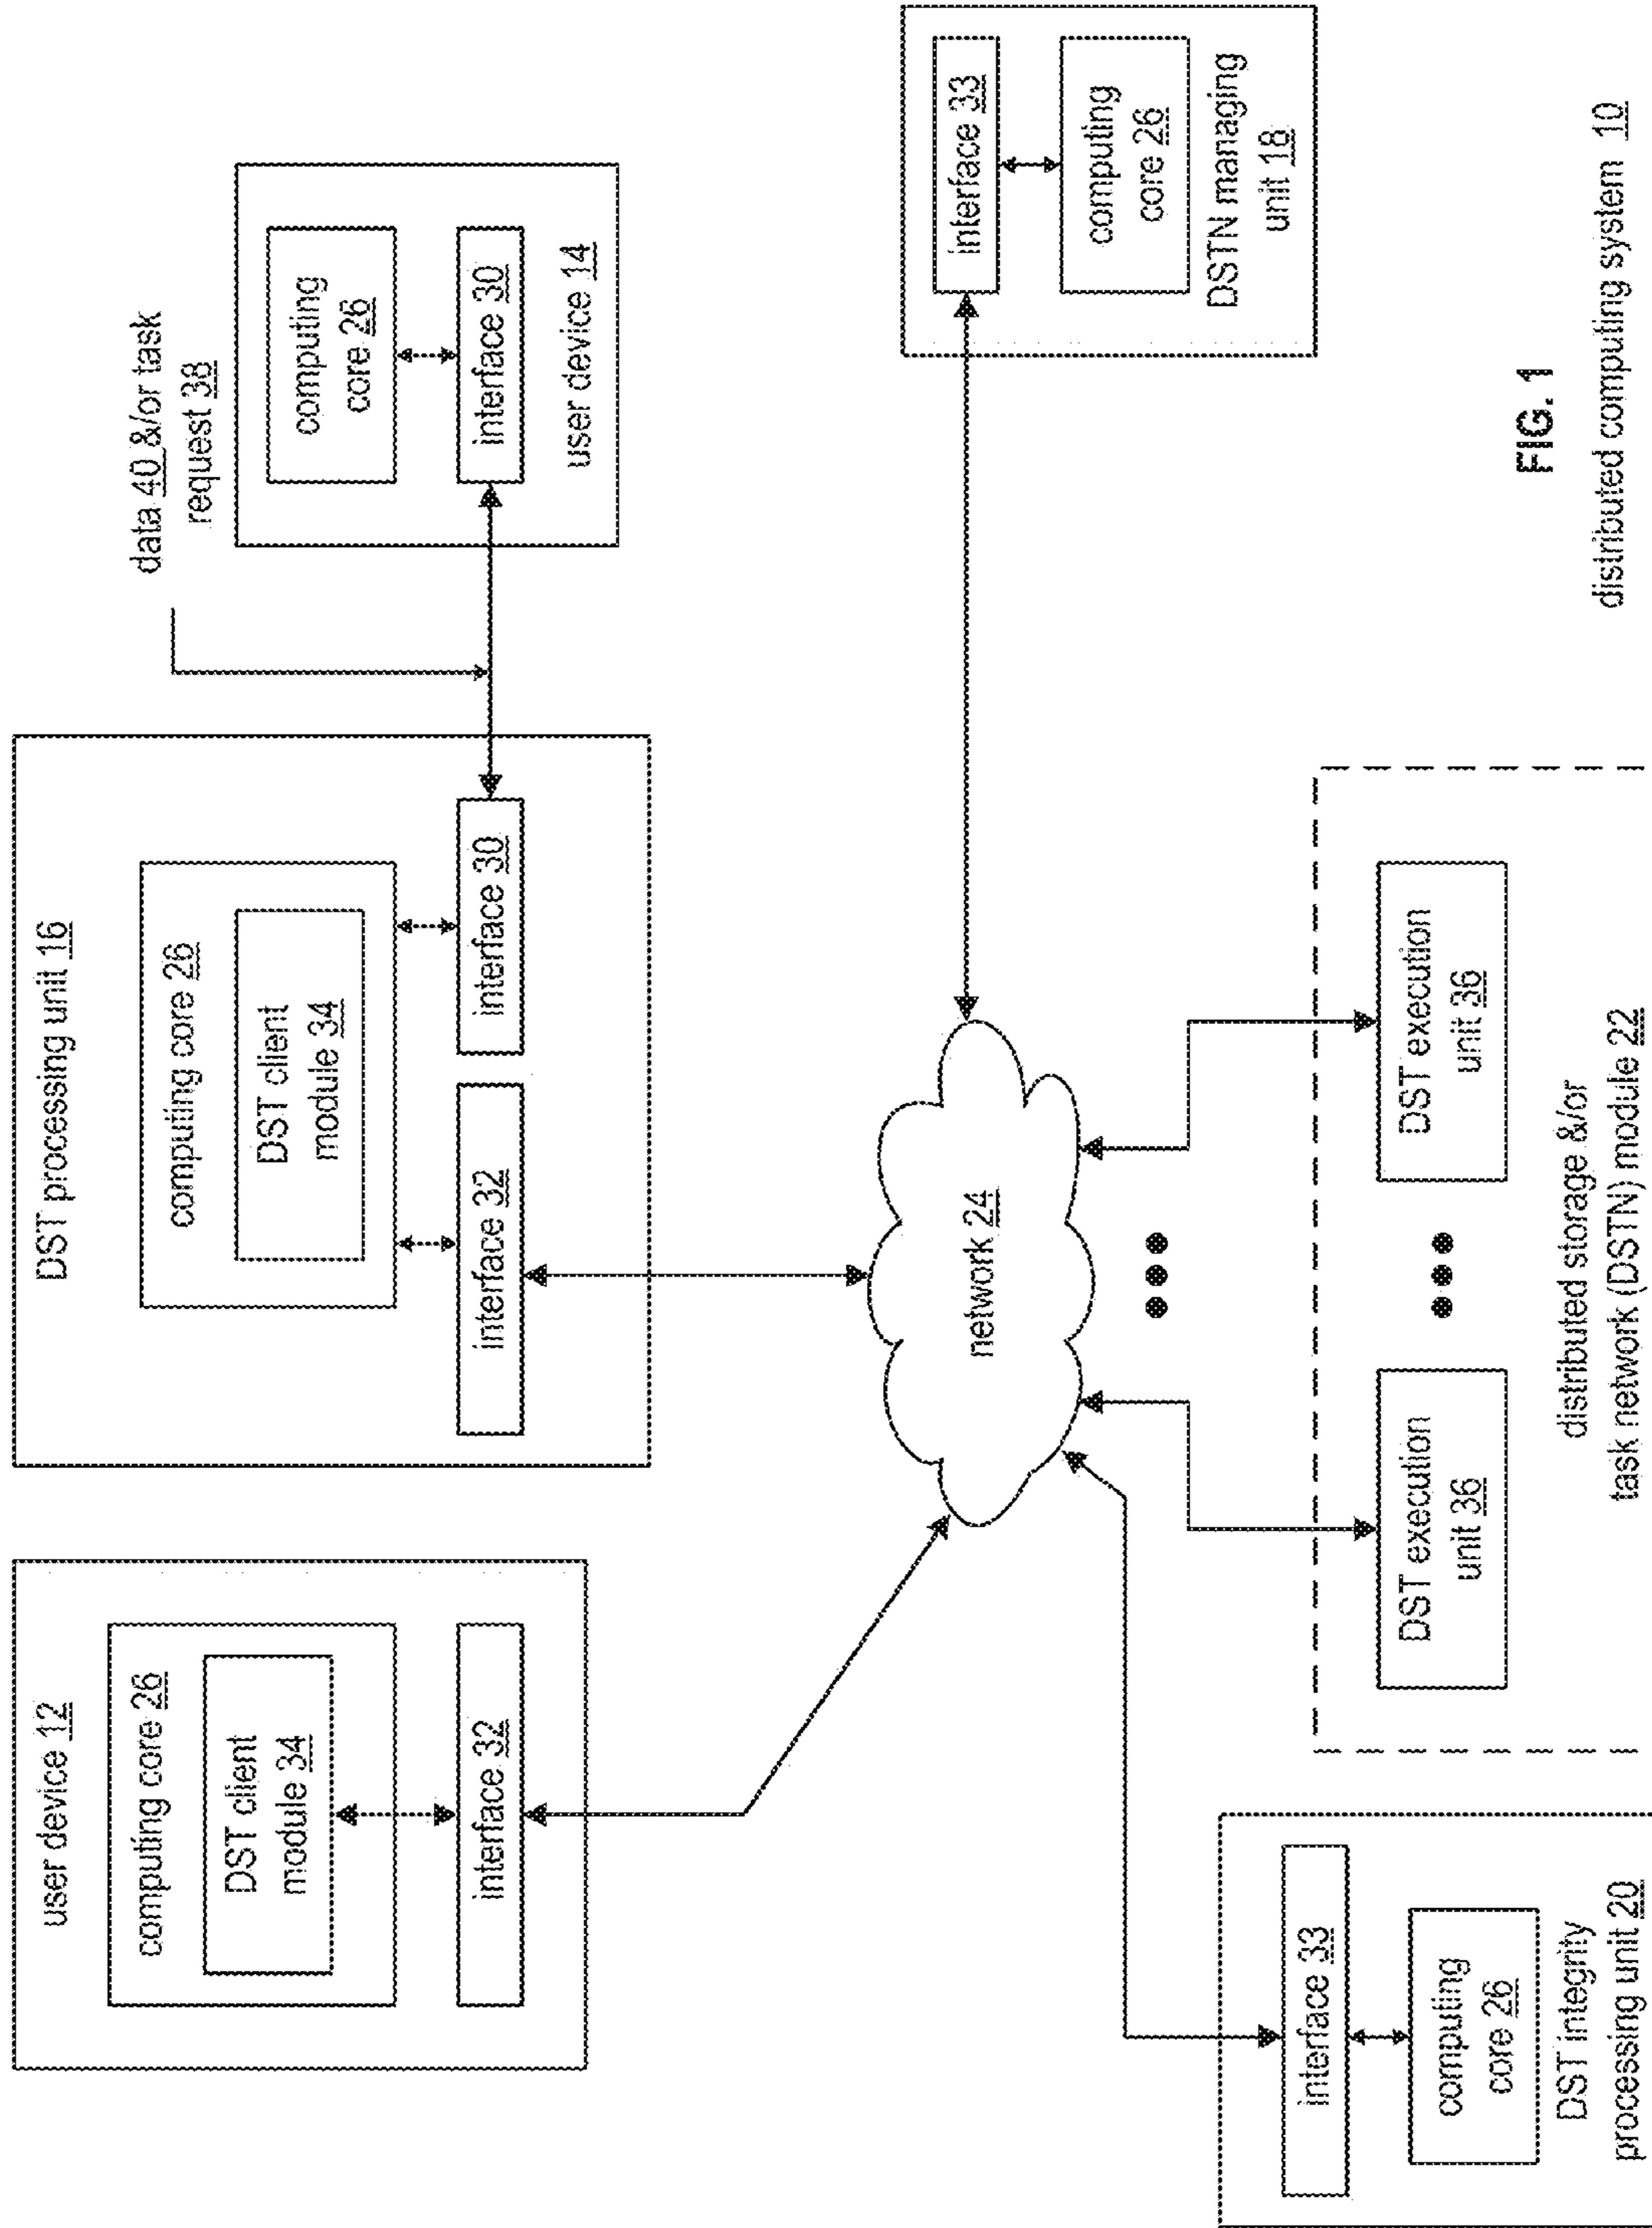 user device 12
computing core 26
DST client
module 34
interface 32
DST processing unit 16
computing core 26
DST client
module 34
interface 32
interface 30
data 40 &/or task
request 38
computing
core 26
interface 30
user device 14
network 24
interface 33
computing
core 26
DSTN managing
unit 18
interface 33
computing
core 26
DST integrity
processing unit 20
DST execution
unit 36
DST execution
unit 36
distributed storage &/or
task network (DSTN) module 22
FIG. 1
distributed computing system 10